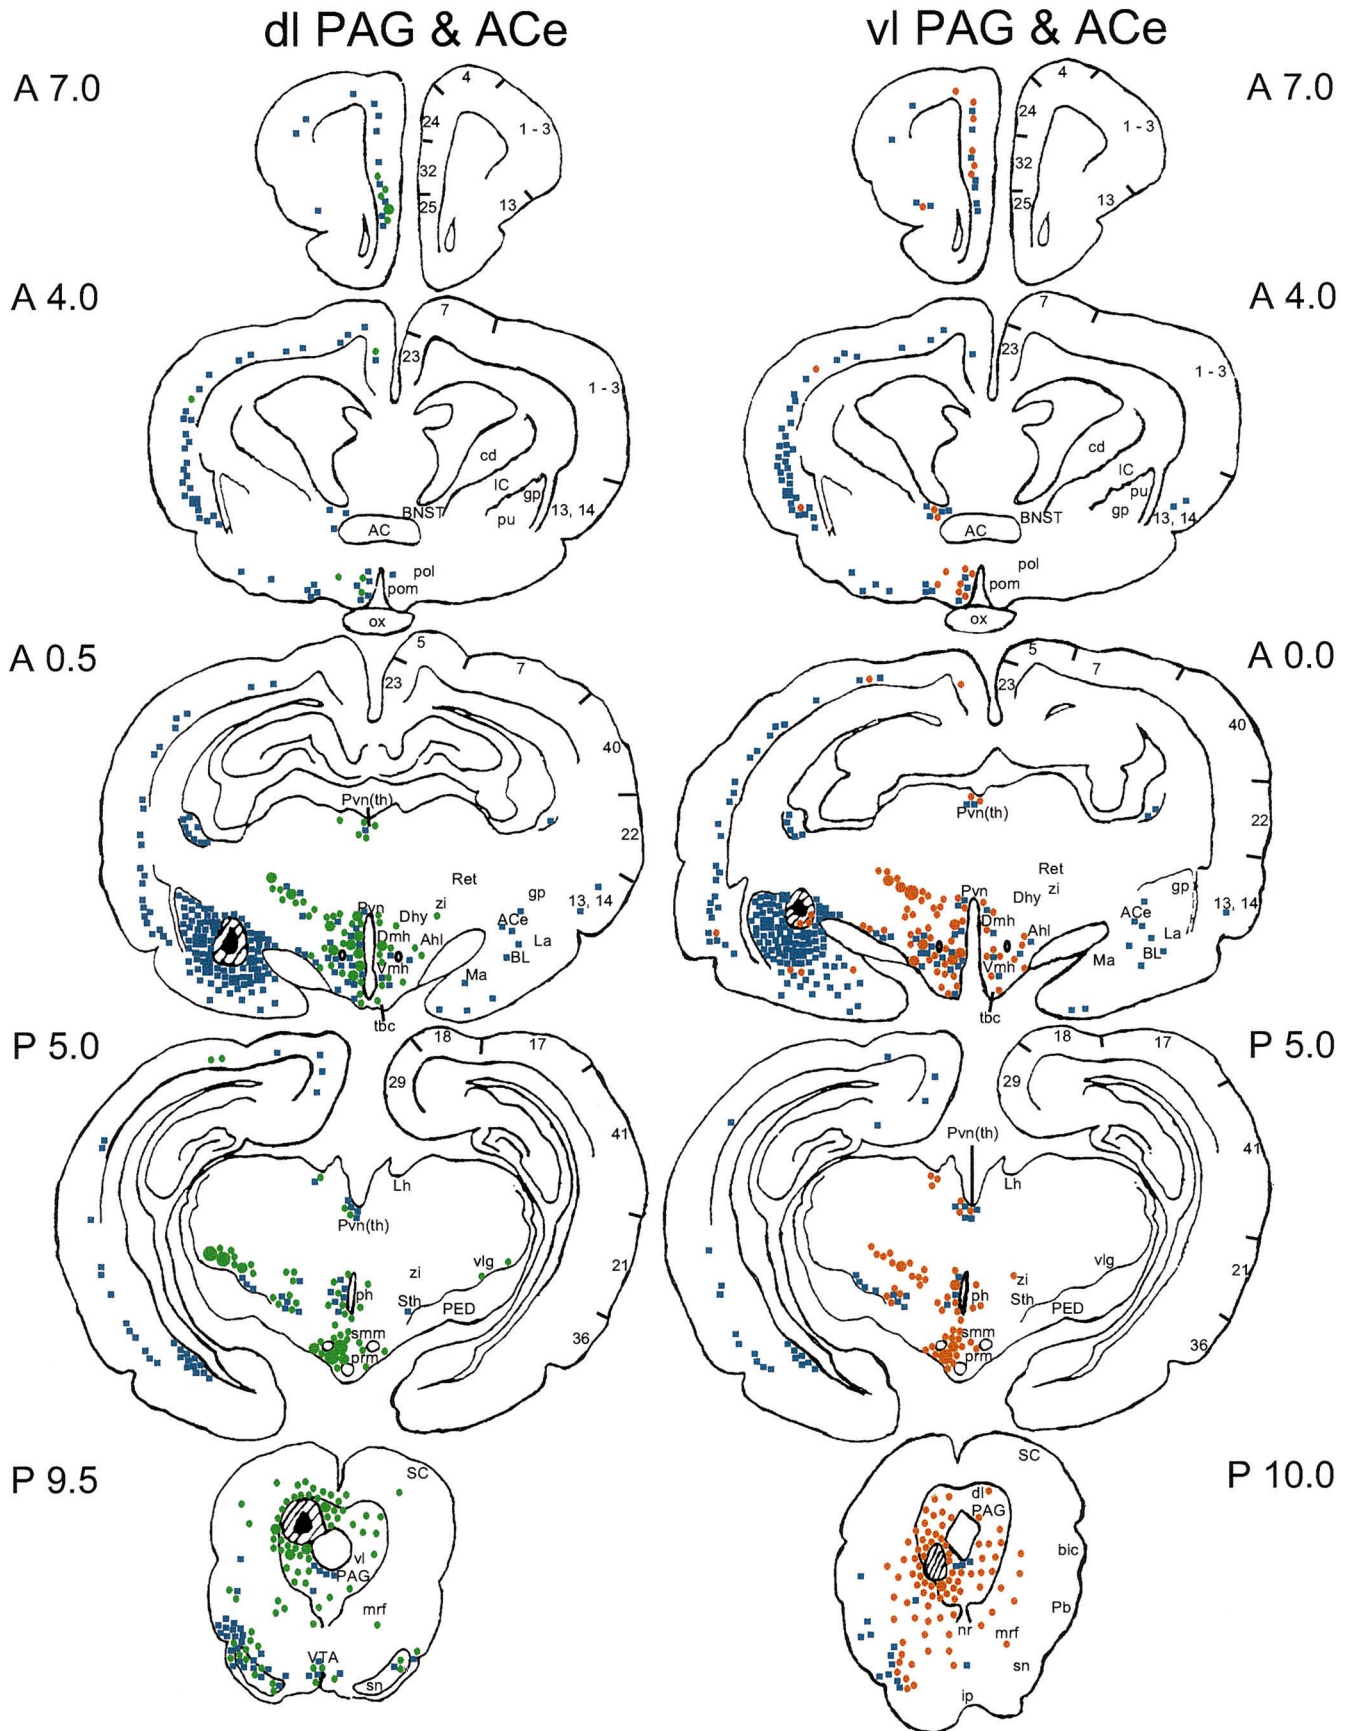 dl PAG & ACe
vl PAG & ACe
A 7.0
4
24
1 - 3
32
25
13
4
24
1 - 3
32
25
13
A 7.0
A 4.0
7
23
1 - 3
cd
IC
gp
BNST
pu
13, 14
AC
pol
pom
ox
7
23
1 - 3
cd
IC
pu
BNST
gp
13, 14
AC
pol
pom
ox
A 4.0
A 0.5
5
7
23
40
Pvn(th)
22
Ret
gp
zi
13, 14
Pvn
Dhy
ACe
Dmh
Ahl
La
BL
Vmh
Ma
tbc
5
7
23
40
Pvn(th)
22
Ret
zi
gp
Pvn
Dhy
13, 14
ACe
Dmh
Ahl
La
BL
Vmh
Ma
tbc
A 0.0
P 5.0
18
17
29
41
Lh
Pvn(th)
vlg
zi
21
ph
Sth
PED
smm
36
prm
18
17
29
Pvn(th)
41
Lh
vlg
zi
21
ph
Sth
PED
smm
36
prm
P 5.0
P 9.5
SC
vl
PAG
mrf
VTA
sn
SC
dl
PAG
bic
Pb
nr
mrf
sn
ip
P 10.0